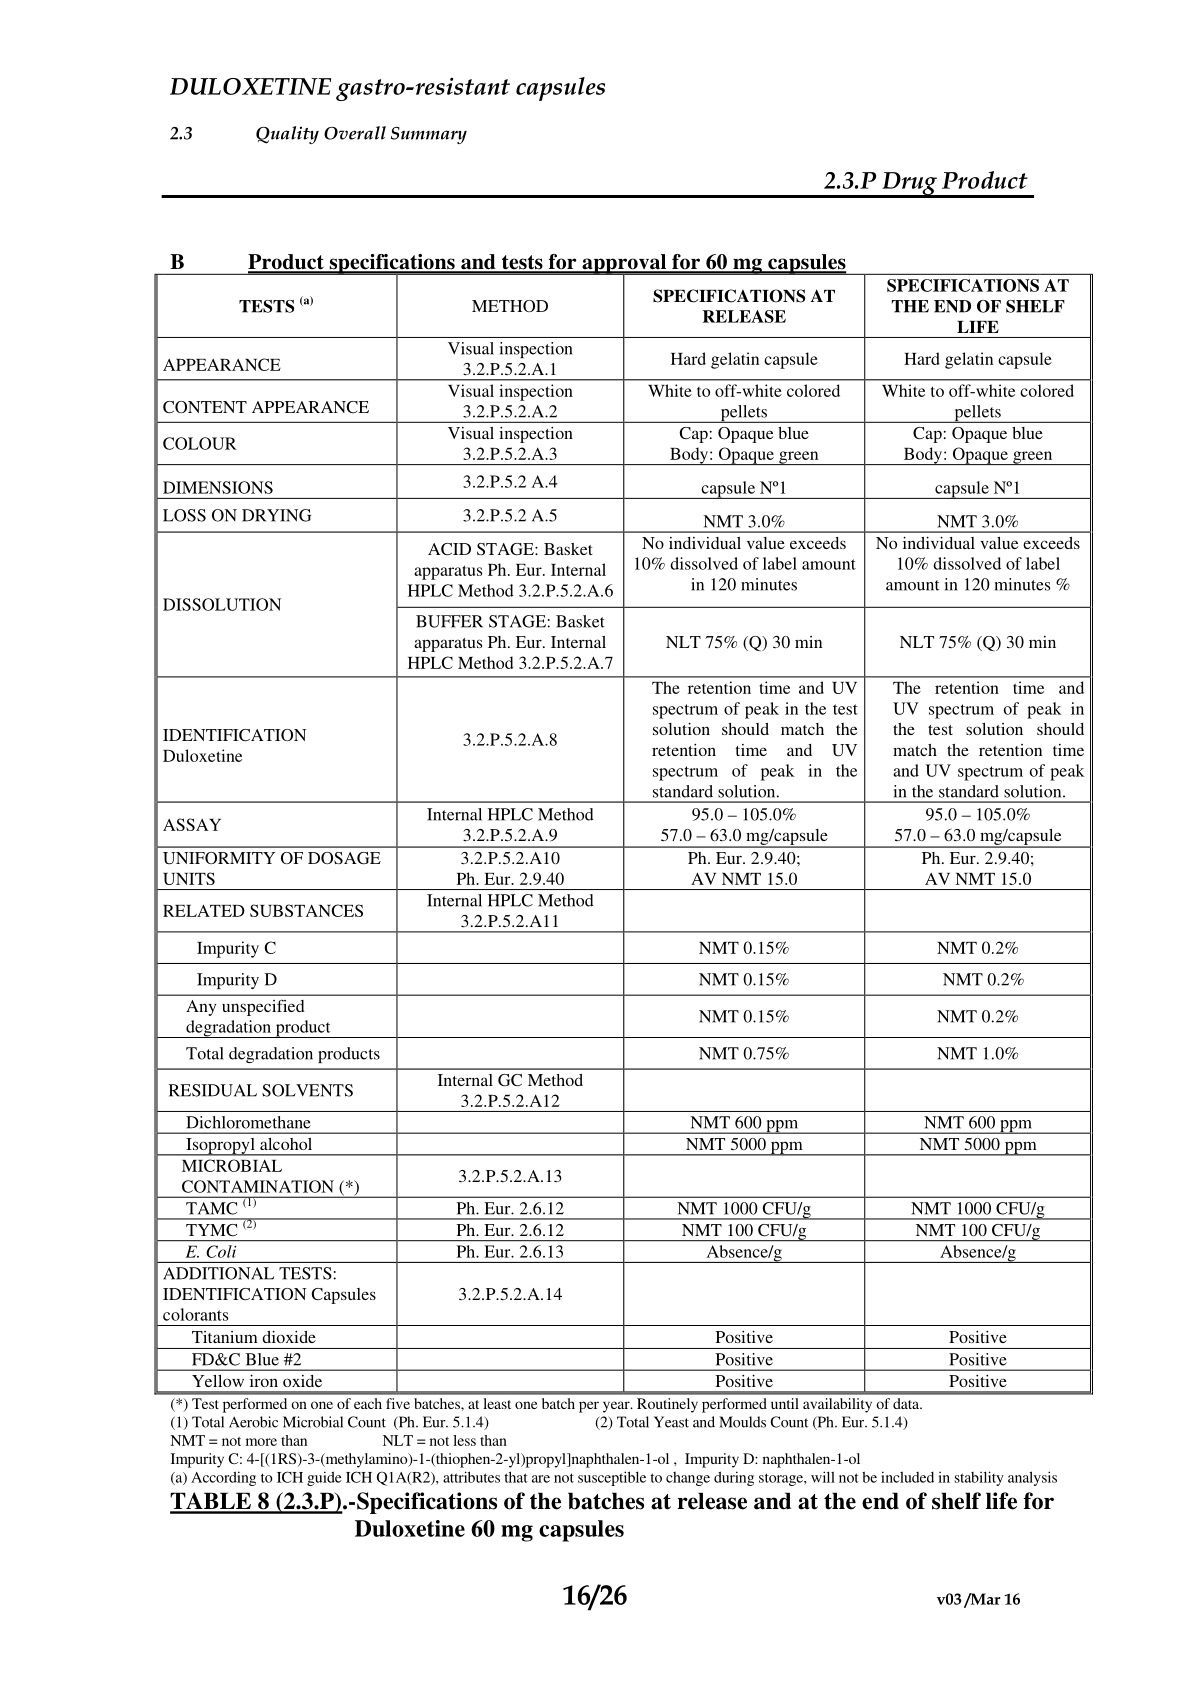 DULOXETINE gastro-resistant capsules
2.3 Quality Overall Summary
2.3.P Drug Product
B Product specifications and tests for approval for 60 mg capsules
TESTS (a) METHOD SPECIFICATIONS AT RELEASE SPECIFICATIONS AT THE END OF SHELF LIFE
APPEARANCE Visual inspection 3.2.P.5.2.A.1 Hard gelatin capsule Hard gelatin capsule
CONTENT APPEARANCE Visual inspection 3.2.P.5.2.A.2 White to off-white colored pellets White to off-white colored pellets
COLOUR Visual inspection 3.2.P.5.2.A.3 Cap: Opaque blue Body: Opaque green Cap: Opaque blue Body: Opaque green
DIMENSIONS 3.2.P.5.2 A.4 capsule Nº1 capsule Nº1
LOSS ON DRYING 3.2.P.5.2 A.5 NMT 3.0% NMT 3.0%
DISSOLUTION ACID STAGE: Basket apparatus Ph. Eur. Internal HPLC Method 3.2.P.5.2.A.6 No individual value exceeds 10% dissolved of label amount in 120 minutes No individual value exceeds 10% dissolved of label amount in 120 minutes %
BUFFER STAGE: Basket apparatus Ph. Eur. Internal HPLC Method 3.2.P.5.2.A.7 NLT 75% (Q) 30 min NLT 75% (Q) 30 min
IDENTIFICATION Duloxetine 3.2.P.5.2.A.8 The retention time and UV spectrum of peak in the test solution should match the retention time and UV spectrum of peak in the standard solution. The retention time and UV spectrum of peak in the test solution should match the retention time and UV spectrum of peak in the standard solution.
ASSAY Internal HPLC Method 3.2.P.5.2.A.9 95.0 – 105.0% 57.0 – 63.0 mg/capsule 95.0 – 105.0% 57.0 – 63.0 mg/capsule
UNIFORMITY OF DOSAGE UNITS 3.2.P.5.2.A10 Ph. Eur. 2.9.40 Ph. Eur. 2.9.40; AV NMT 15.0 Ph. Eur. 2.9.40; AV NMT 15.0
RELATED SUBSTANCES Internal HPLC Method 3.2.P.5.2.A11
Impurity C NMT 0.15% NMT 0.2%
Impurity D NMT 0.15% NMT 0.2%
Any unspecified degradation product NMT 0.15% NMT 0.2%
Total degradation products NMT 0.75% NMT 1.0%
RESIDUAL SOLVENTS Internal GC Method 3.2.P.5.2.A12
Dichloromethane NMT 600 ppm NMT 600 ppm
Isopropyl alcohol NMT 5000 ppm NMT 5000 ppm
MICROBIAL CONTAMINATION (*) 3.2.P.5.2.A.13
TAMC (1) Ph. Eur. 2.6.12 NMT 1000 CFU/g NMT 1000 CFU/g
TYMC (2) Ph. Eur. 2.6.12 NMT 100 CFU/g NMT 100 CFU/g
E. Coli Ph. Eur. 2.6.13 Absence/g Absence/g
ADDITIONAL TESTS: IDENTIFICATION Capsules colorants 3.2.P.5.2.A.14
Titanium dioxide Positive Positive
FD&C Blue #2 Positive Positive
Yellow iron oxide Positive Positive
(*) Test performed on one of each five batches, at least one batch per year. Routinely performed until availability of data.
(1) Total Aerobic Microbial Count (Ph. Eur. 5.1.4) (2) Total Yeast and Moulds Count (Ph. Eur. 5.1.4)
NMT = not more than NLT = not less than
Impurity C: 4-[(1RS)-3-(methylamino)-1-(thiophen-2-yl)propyl]naphthalen-1-ol , Impurity D: naphthalen-1-ol
(a) According to ICH guide ICH Q1A(R2), attributes that are not susceptible to change during storage, will not be included in stability analysis
TABLE 8 (2.3.P).-Specifications of the batches at release and at the end of shelf life for
Duloxetine 60 mg capsules
16/26 v03 /Mar 16